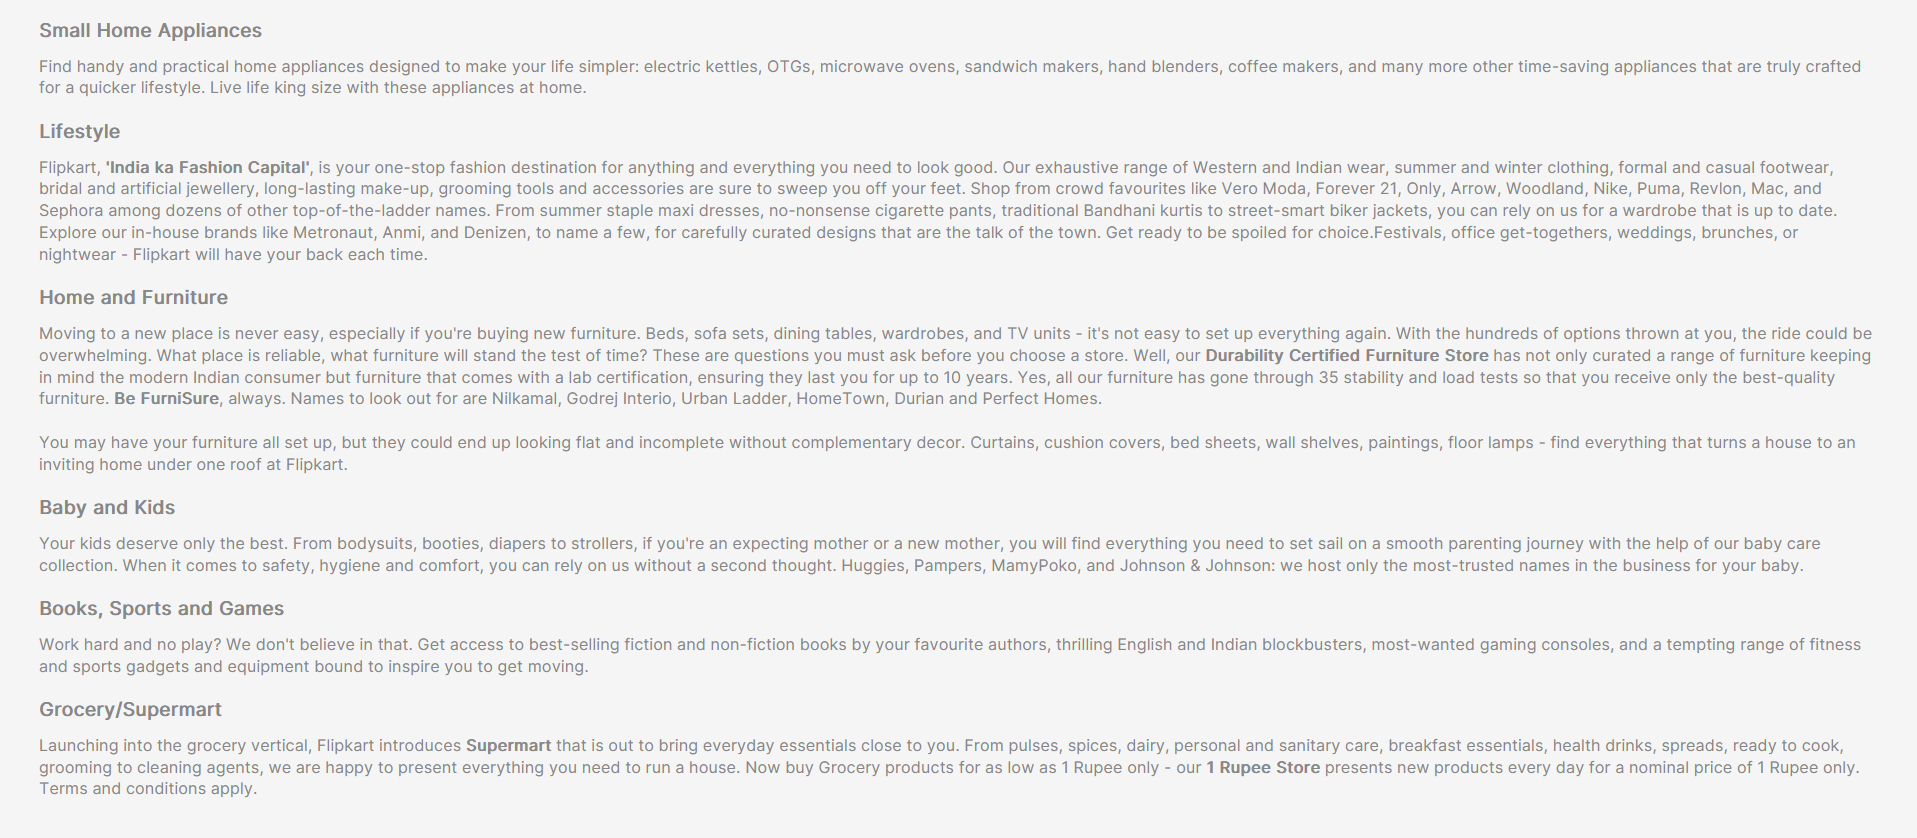 Small Home Appliances
Find handy and practical home appliances designed to make your life simpler: electric kettles, OTGs, microwave ovens, sandwich makers, hand blenders, coffee makers, and many more other time-saving appliances that are truly crafted
for a quicker lifestyle. Live life king size with these appliances at home.
Lifestyle
Flipkart, 'India ka Fashion Capital', is your one-stop fashion destination for anything and everything you need to look good. Our exhaustive range of Western and Indian wear, summer and winter clothing, formal and casual footwear,
bridal and artificial jewellery, long-lasting make-up, grooming tools and accessories are sure to sweep you off your feet. Shop from crowd favourites like Vero Moda, Forever 21, Only, Arrow, Woodland, Nike, Puma, Revlon, Mac, and
Sephora among dozens of other top-of-the-ladder names. From summer staple maxi dresses, no-nonsense cigarette pants, traditional Bandhani kurtis to street-smart biker jackets, you can rely on us for a wardrobe that is up to date.
Explore our in-house brands like Metronaut, Anmi, and Denizen, to name a few, for carefully curated designs that are the talk of the town. Get ready to be spoiled for choice.Festivals, office get-togethers, weddings, brunches, or
nightwear - Flipkart will have your back each time.
Home and Furniture
Moving to a new place is never easy, especially if you're buying new furniture. Beds, sofa sets, dining tables, wardrobes, and TV units - it's not easy to set up everything again. With the hundreds of options thrown at you, the ride could be
overwhelming. What place is reliable, what furniture will stand the test of time? These are questions you must ask before you choose a store. Well, our Durability Certified Furniture Store has not only curated a range of furniture keeping
in mind the modern Indian consumer but furniture that comes with a lab certification, ensuring they last you for up to 10 years. Yes, all our furniture has gone through 35 stability and load tests so that you receive only the best-quality
furniture. Be FurniSure, always. Names to look out for are Nilkamal, Godrej Interio, Urban Ladder, HomeTown, Durian and Perfect Homes.
You may have your furniture all set up, but they could end up looking flat and incomplete without complementary decor. Curtains, cushion covers, bed sheets, wall shelves, paintings, floor lamps - find everything that turns a house to an
inviting home under one roof at Flipkart.
Baby and Kids
Your kids deserve only the best. From bodysuits, booties, diapers to strollers, if you're an expecting mother or a new mother, you will find everything you need to set sail on a smooth parenting journey with the help of our baby care
collection. When it comes to safety, hygiene and comfort, you can rely on us without a second thought. Huggies, Pampers, MamyPoko, and Johnson & Johnson: we host only the most-trusted names in the business for your baby.
Books, Sports and Games
Work hard and no play? We don't believe in that. Get access to best-selling fiction and non-fiction books by your favourite authors, thrilling English and Indian blockbusters, most-wanted gaming consoles, and a tempting range of fitness
and sports gadgets and equipment bound to inspire you to get moving.
Grocery/Supermart
Launching into the grocery vertical, Flipkart introduces Supermart that is out to bring everyday essentials close to you. From pulses, spices, dairy, personal and sanitary care, breakfast essentials, health drinks, spreads, ready to cook,
grooming to cleaning agents, we are happy to present everything you need to run a house. Now buy Grocery products for as low as 1 Rupee only - our 1 Rupee Store presents new products every day for a nominal price of 1 Rupee only.
Terms and conditions apply.